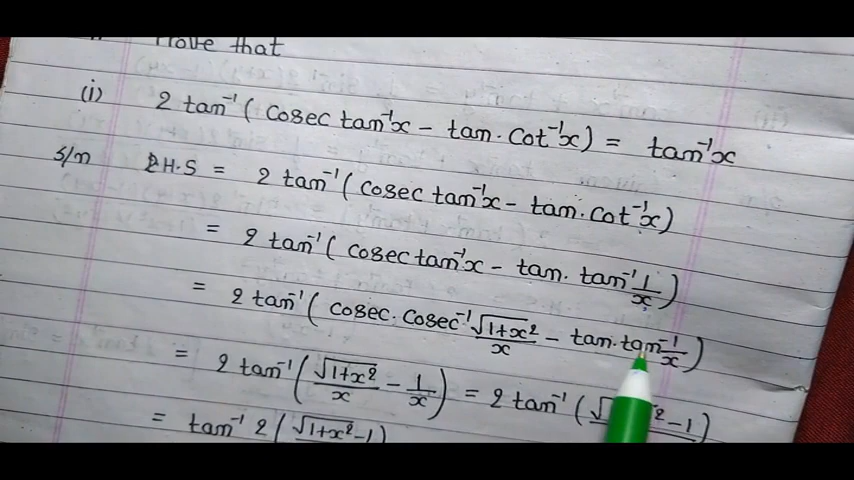 Prove that
(i) 2 tan⁻¹ ( cosec tan⁻¹x − tan. cot⁻¹x ) = tan⁻¹x
S/n L.H.S = 2 tan⁻¹ ( cosec tan⁻¹x − tan. cot⁻¹x )
= 2 tan⁻¹ ( cosec tan⁻¹x − tan. tan⁻¹ 1/x )
= 2 tan⁻¹ ( cosec. cosec⁻¹ √(1+x²)/x − tan. tan⁻¹ 1/x )
= 2 tan⁻¹ ( √(1+x²)/x − 1/x ) = 2 tan⁻¹ ( √ ² − 1 )
= tan⁻¹ 2 ( √(1+x²) − 1 )